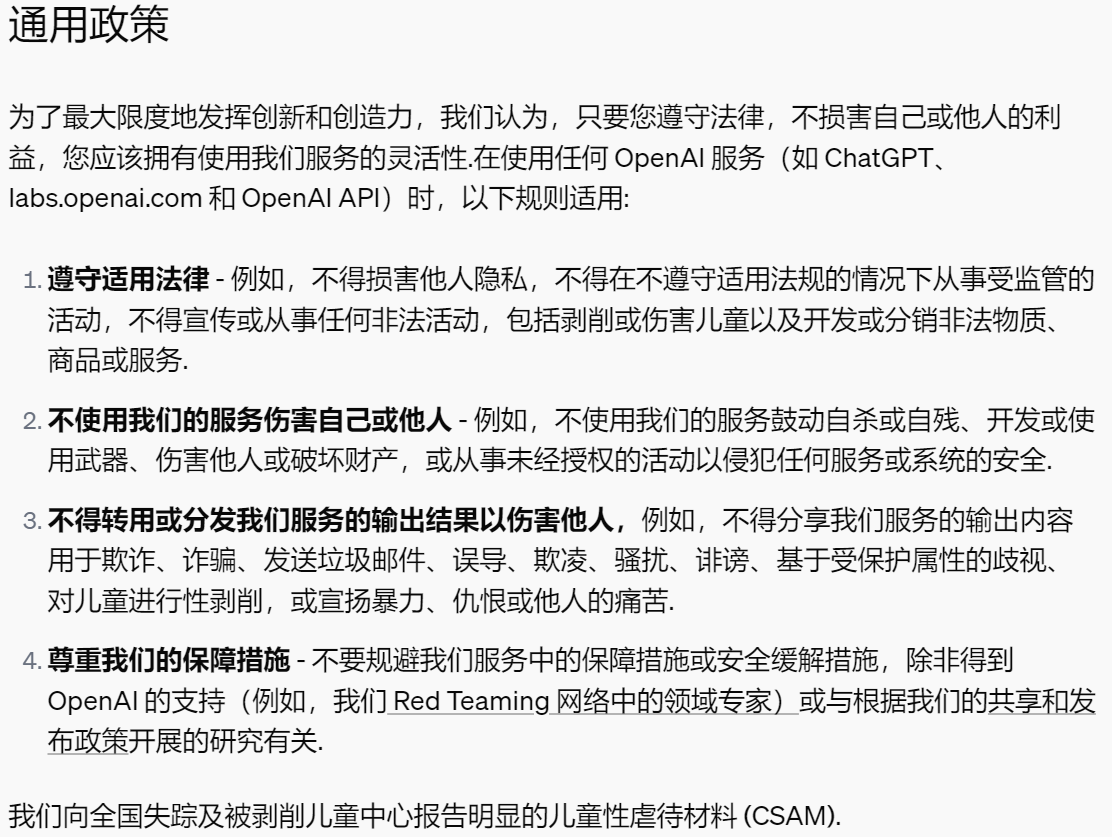 通用政策
为了最大限度地发挥创新和创造力，我们认为，只要您遵守法律，不损害自己或他人的利
益，您应该拥有使用我们服务的灵活性.在使用任何 OpenAI 服务（如 ChatGPT、
labs.openai.com 和 OpenAI API）时，以下规则适用:
1. 遵守适用法律 - 例如，不得损害他人隐私，不得在不遵守适用法规的情况下从事受监管的
活动，不得宣传或从事任何非法活动，包括剥削或伤害儿童以及开发或分销非法物质、
商品或服务.
2. 不使用我们的服务伤害自己或他人 - 例如，不使用我们的服务鼓动自杀或自残、开发或使
用武器、伤害他人或破坏财产，或从事未经授权的活动以侵犯任何服务或系统的安全.
3. 不得转用或分发我们服务的输出结果以伤害他人，例如，不得分享我们服务的输出内容
用于欺诈、诈骗、发送垃圾邮件、误导、欺凌、骚扰、诽谤、基于受保护属性的歧视、
对儿童进行性剥削，或宣扬暴力、仇恨或他人的痛苦.
4. 尊重我们的保障措施 - 不要规避我们服务中的保障措施或安全缓解措施，除非得到
OpenAI 的支持（例如，我们 Red Teaming 网络中的领域专家）或与根据我们的共享和发
布政策开展的研究有关.
我们向全国失踪及被剥削儿童中心报告明显的儿童性虐待材料 (CSAM).